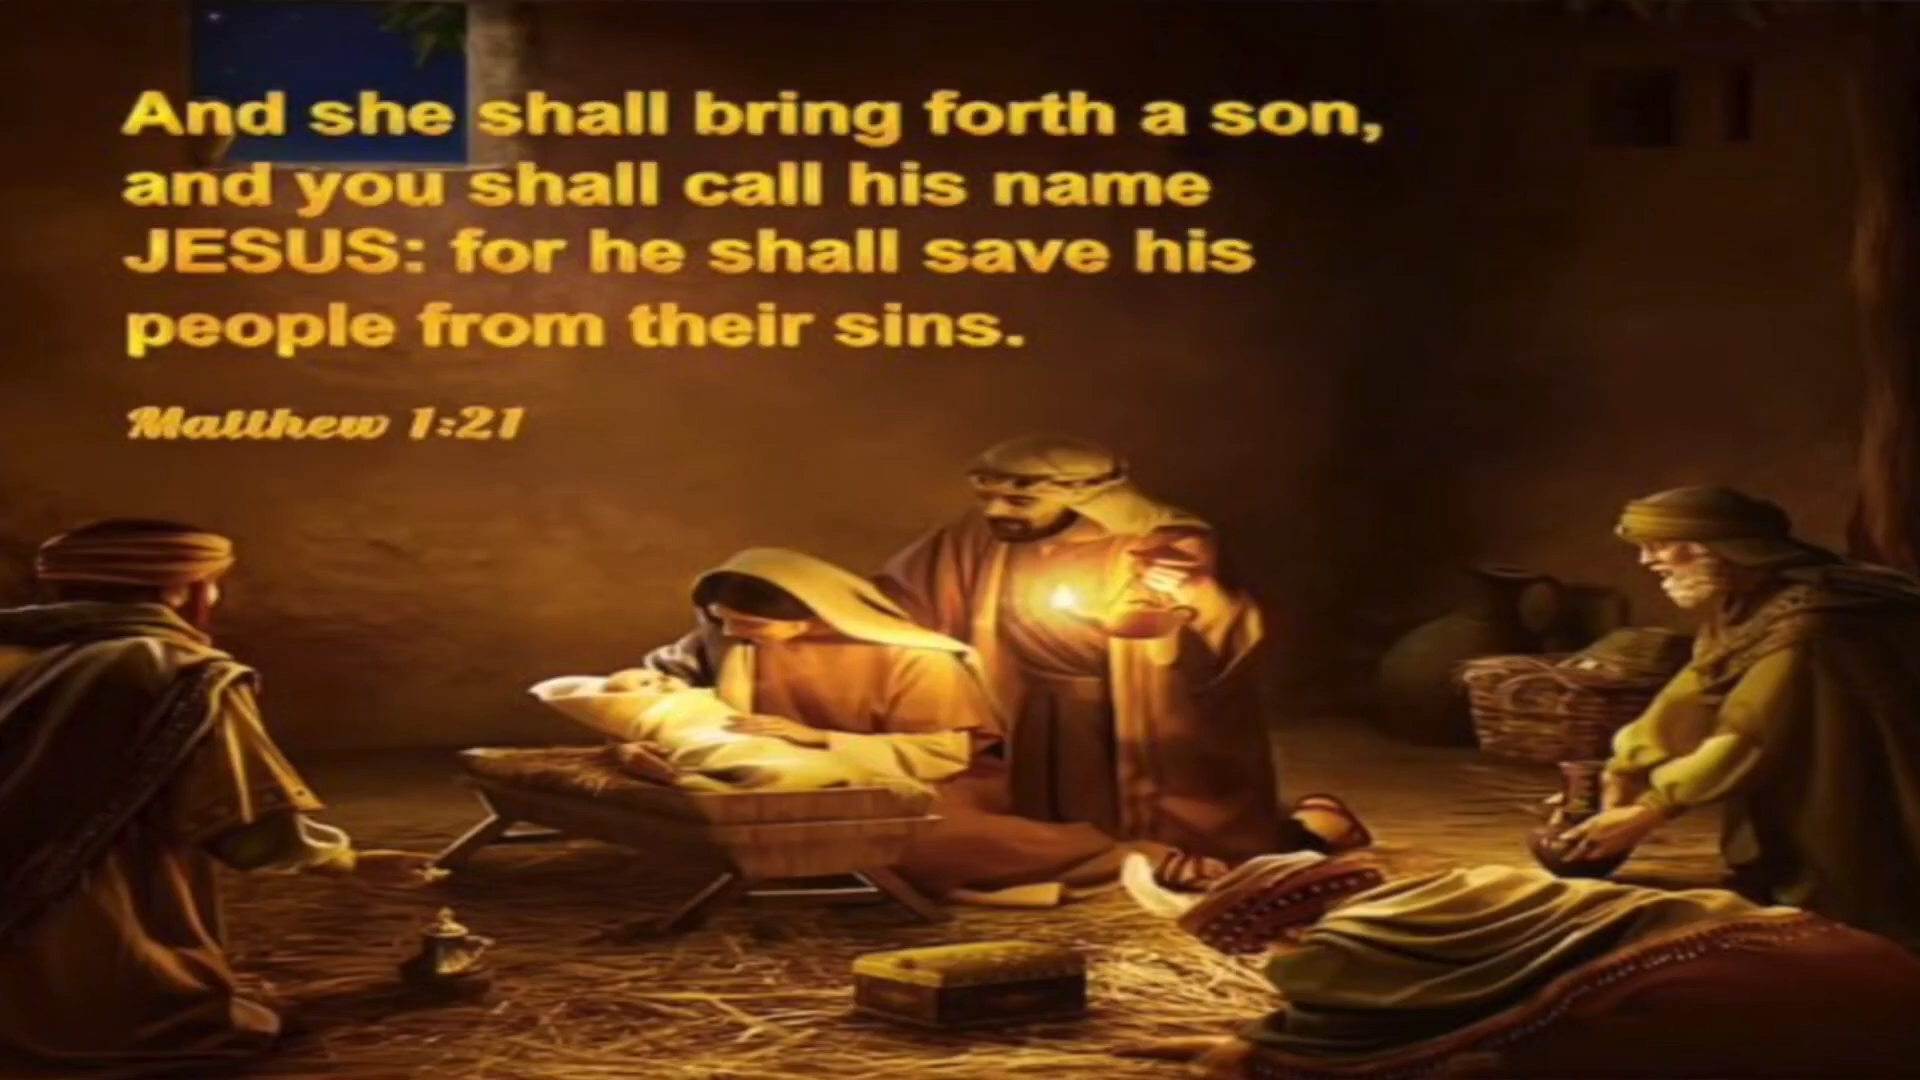 And she shall bring forth a son,
and you shall call his name
JESUS: for he shall save his
people from their sins.
Matthew 1:21